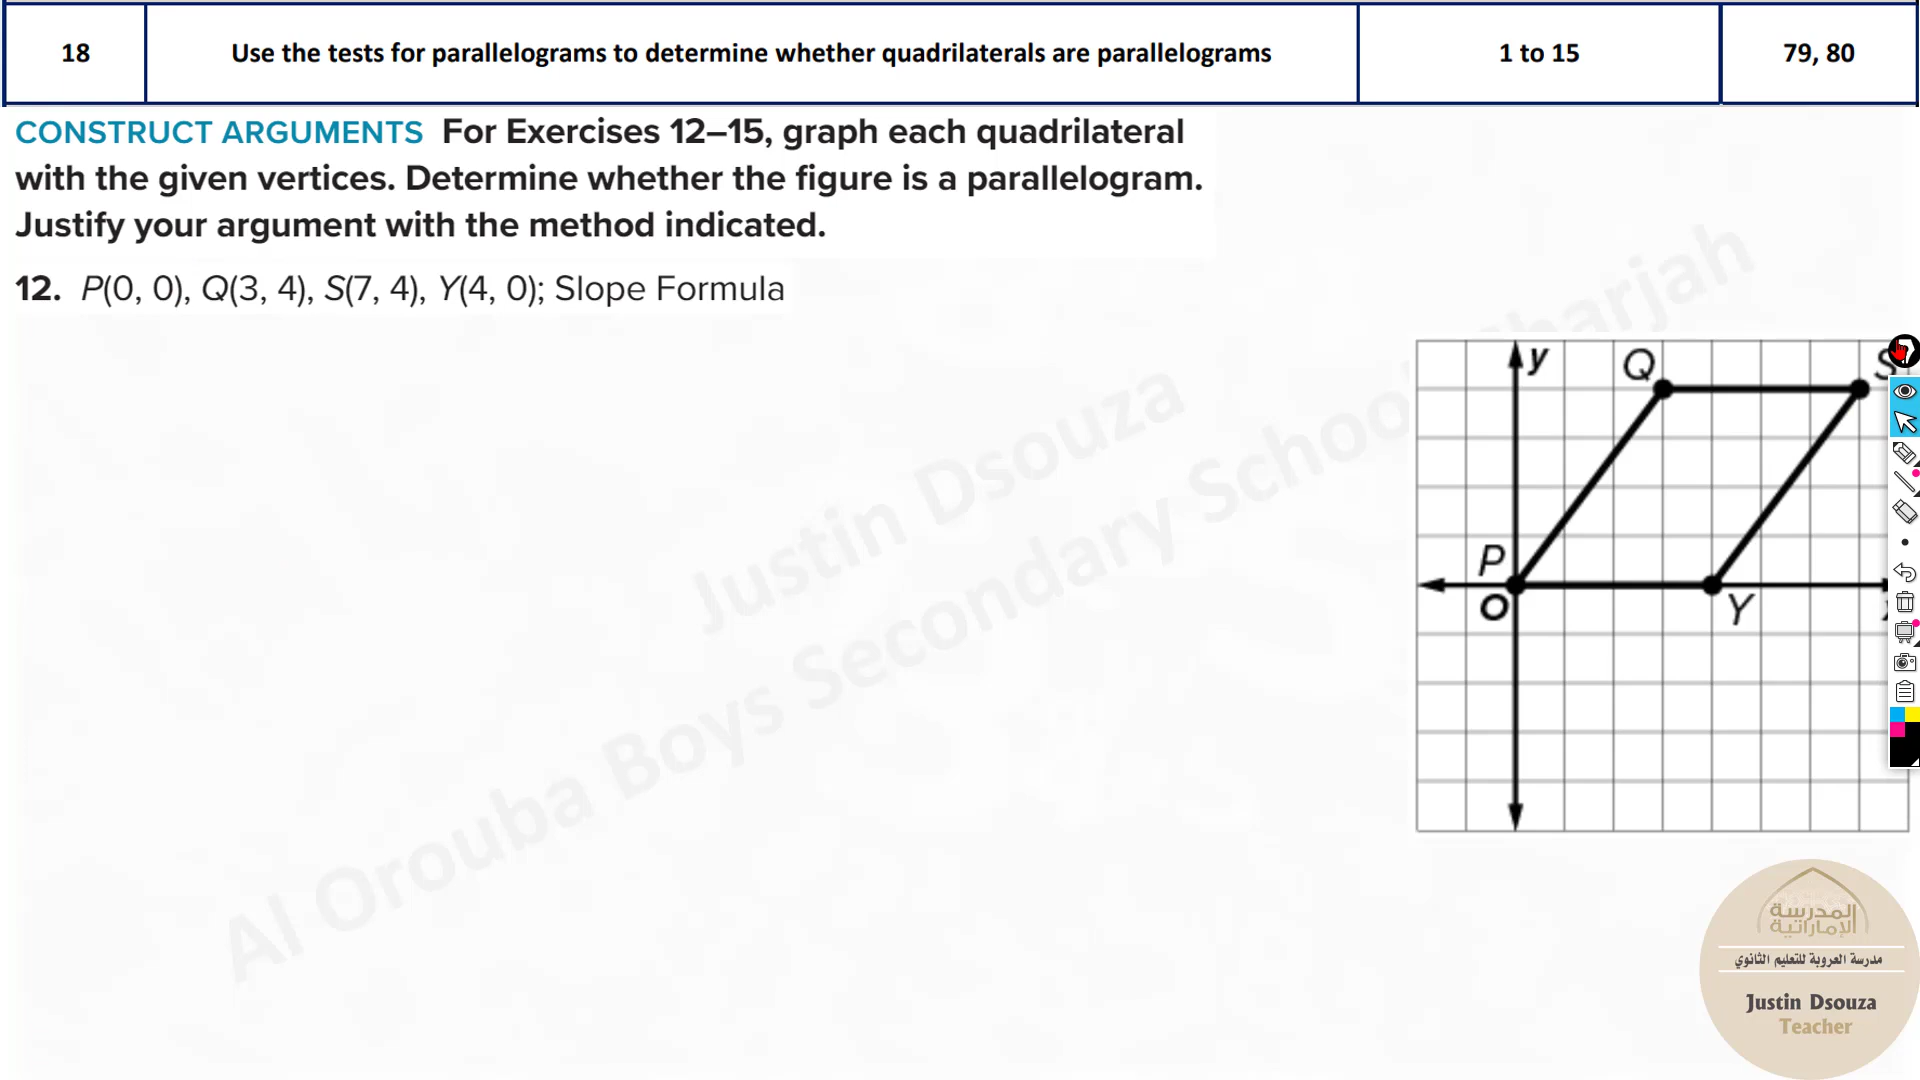 18 Use the tests for parallelograms to determine whether quadrilaterals are parallelograms 1 to 15 79, 80
CONSTRUCT ARGUMENTS For Exercises 12–15, graph each quadrilateral
with the given vertices. Determine whether the figure is a parallelogram.
Justify your argument with the method indicated.
12. P(0, 0), Q(3, 4), S(7, 4), Y(4, 0); Slope Formula
Justin Dsouza
Al Orouba Boys Secondary School
y
Q
S
P
O
Y
المدرسة
الإماراتية
مدرسة العروبة للتعليم الثانوي
Justin Dsouza
Teacher